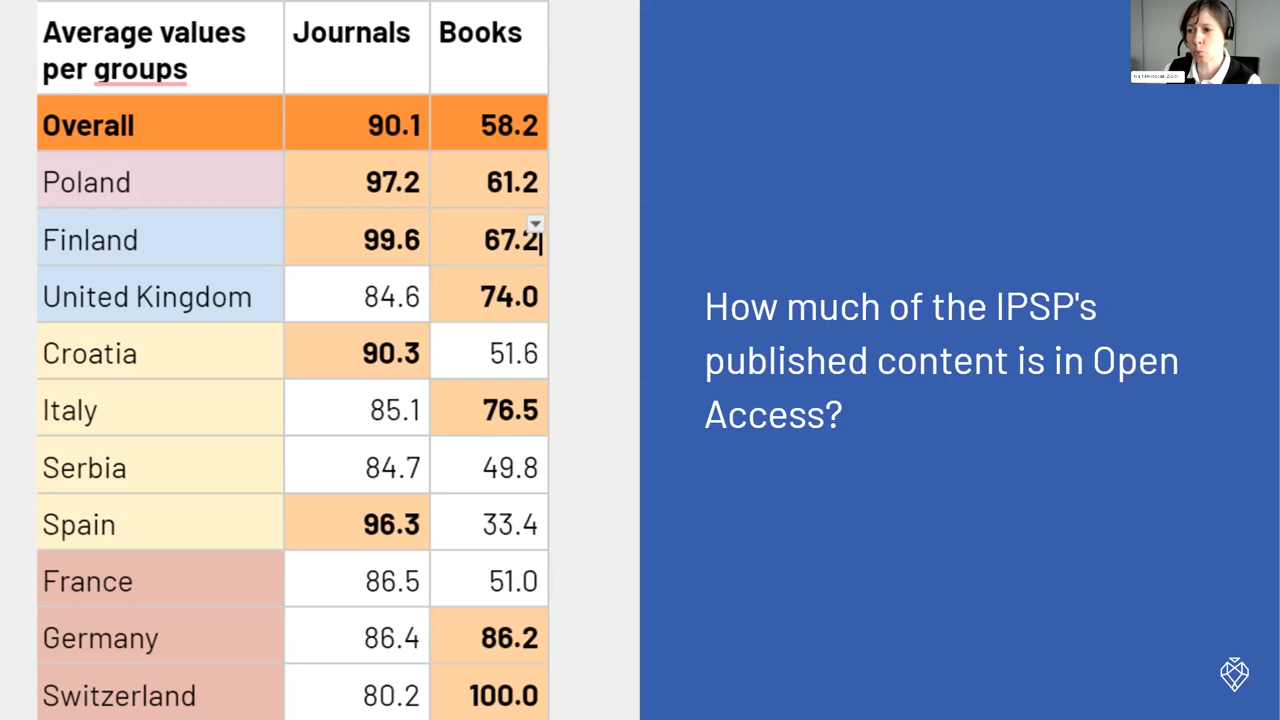 Average values per groups Journals Books
Overall 90.1 58.2
Poland 97.2 61.2
Finland 99.6 67.2
United Kingdom 84.6 74.0
Croatia 90.3 51.6
Italy 85.1 76.5
Serbia 84.7 49.8
Spain 96.3 33.4
France 86.5 51.0
Germany 86.4 86.2
Switzerland 80.2 100.0
How much of the IPSP's
published content is in Open
Access?